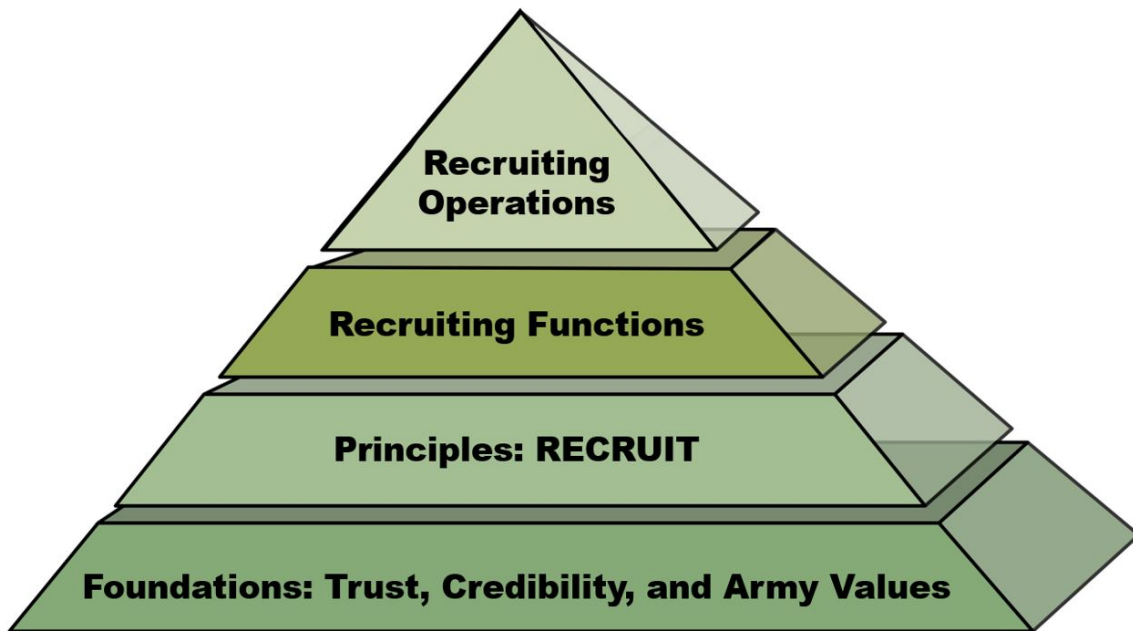 Recruiting
Operations
Recruiting Functions
Principles: RECRUIT
Foundations: Trust, Credibility, and Army Values